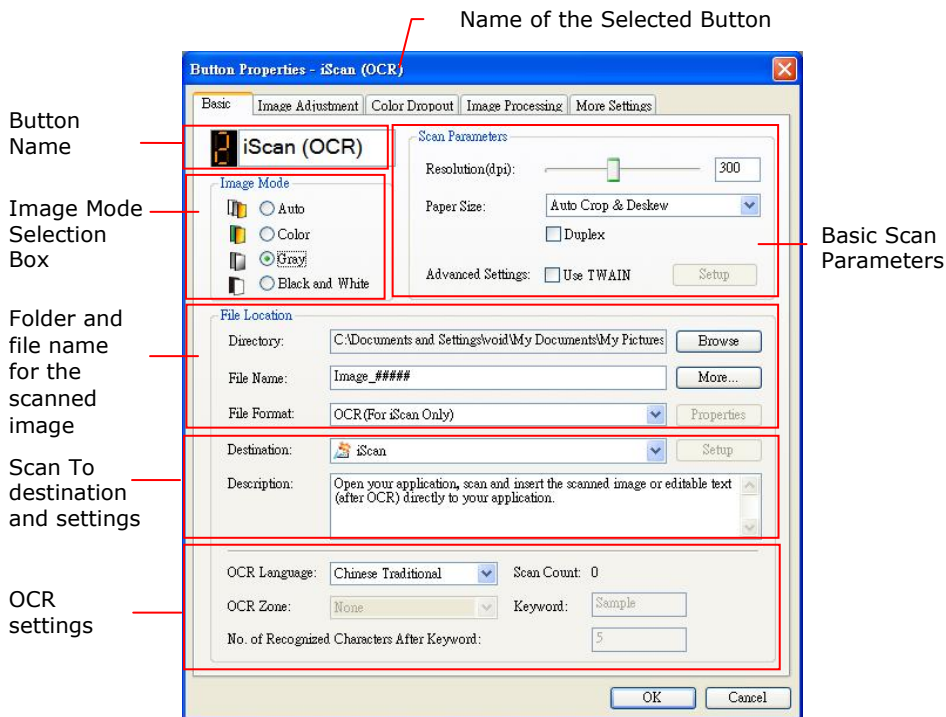 Name of the Selected Button
Button Properties - iScan (OCR)
Basic Image Adjustment Color Dropout Image Processing More Settings
Button
Name
2 iScan (OCR)
Image Mode
Selection
Box
Image Mode
Auto
Color
Gray
Black and White
Scan Parameters
Resolution(dpi): 300
Paper Size: Auto Crop & Deskew
Duplex
Advanced Settings: Use TWAIN Setup
Basic Scan
Parameters
Folder and
file name
for the
scanned
image
File Location
Directory: C:\Documents and Settings\void\My Documents\My Pictures Browse
File Name: Image_##### More...
File Format: OCR(For iScan Only) Properties
Scan To
destination
and settings
Destination: iScan Setup
Description: Open your application, scan and insert the scanned image or editable text
(after OCR) directly to your application.
OCR
settings
OCR Language: Chinese Traditional Scan Count: 0
OCR Zone: None Keyword: Sample
No. of Recognized Characters After Keyword: 5
OK Cancel